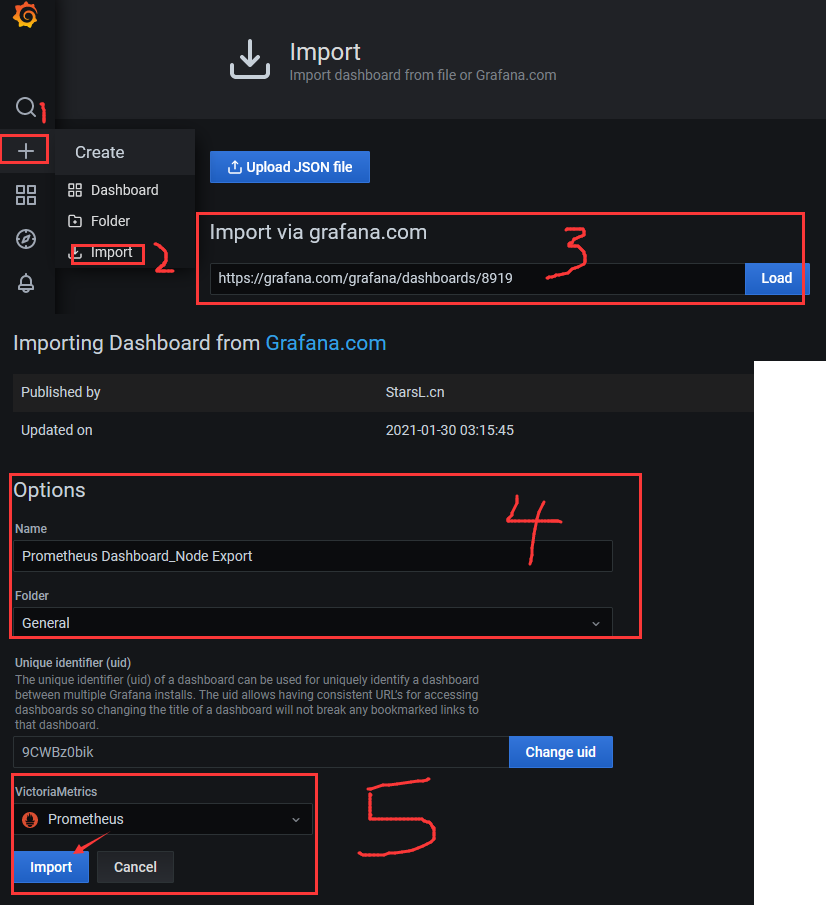 Import
Import dashboard from file or Grafana.com
1
Create
Dashboard
Folder
Import
2
Upload JSON file
Import via grafana.com
3
https://grafana.com/grafana/dashboards/8919
Load
Importing Dashboard from Grafana.com
Published by StarsL.cn
Updated on 2021-01-30 03:15:45
Options
4
Name
Prometheus Dashboard_Node Export
Folder
General
Unique identifier (uid)
The unique identifier (uid) of a dashboard can be used for uniquely identify a dashboard
between multiple Grafana installs. The uid allows having consistent URL's for accessing
dashboards so changing the title of a dashboard will not break any bookmarked links to
that dashboard.
9CWBz0bik
Change uid
VictoriaMetrics
5
Prometheus
Import Cancel